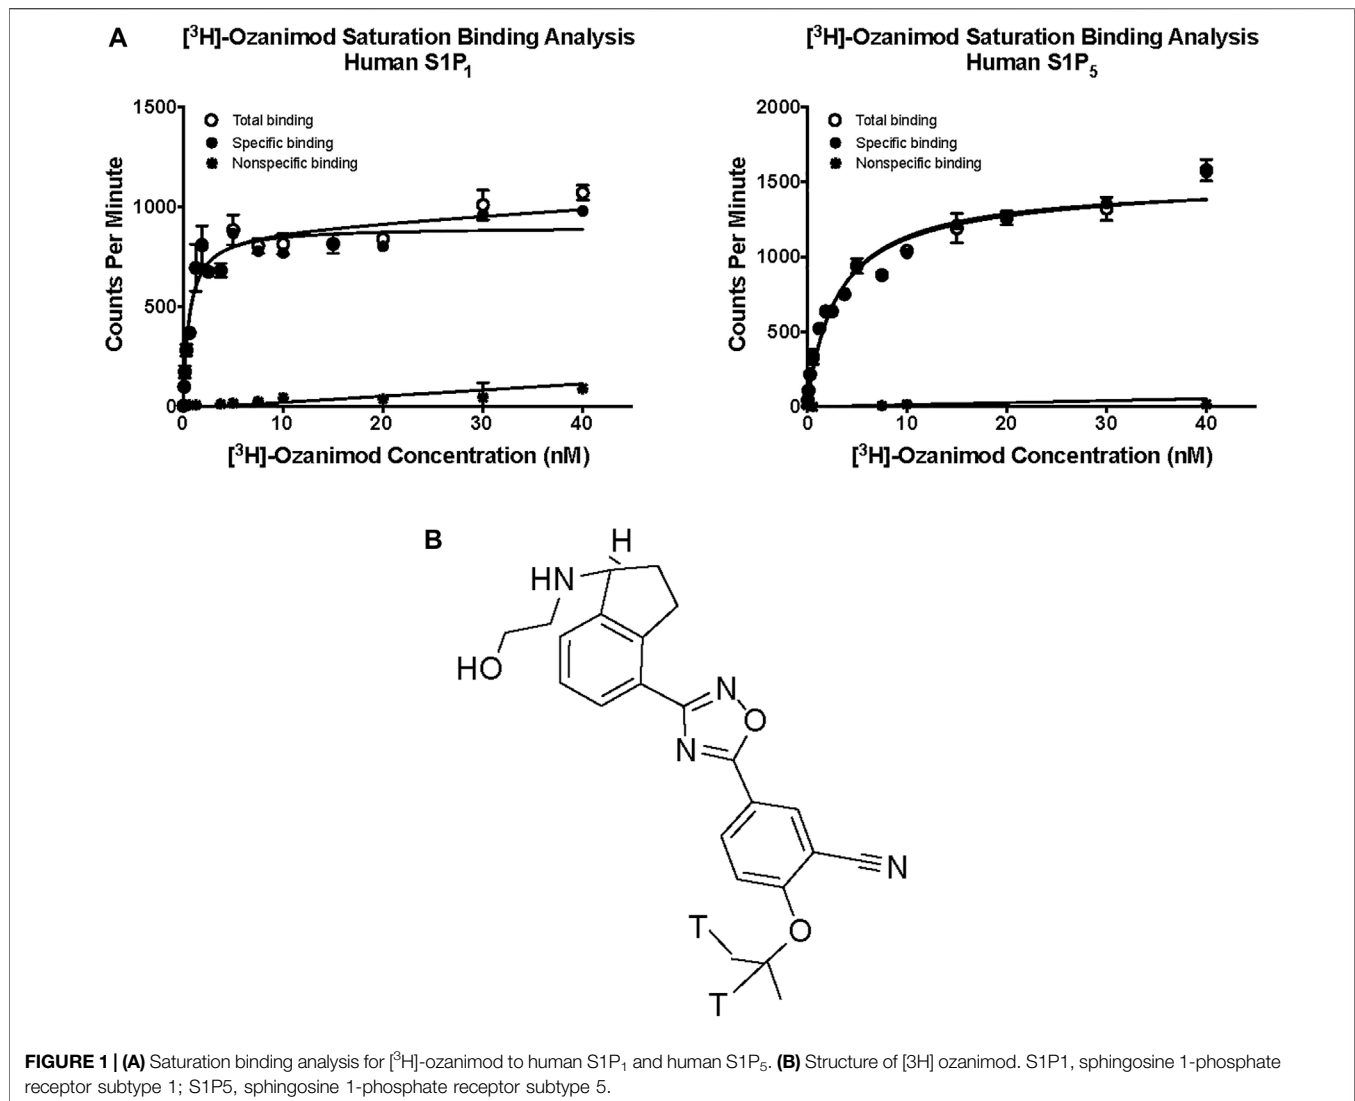 A
[³H]-Ozanimod Saturation Binding Analysis
Human S1P₁
1500
1000
500
0
Counts Per Minute
Total binding
Specific binding
Nonspecific binding
0 10 20 30 40
[³H]-Ozanimod Concentration (nM)
[³H]-Ozanimod Saturation Binding Analysis
Human S1P₅
2000
1500
1000
500
0
Counts Per Minute
Total binding
Specific binding
Nonspecific binding
0 10 20 30 40
[³H]-Ozanimod Concentration (nM)
B
H
HN
HO
N
O
N
N
O
T
T
FIGURE 1 | (A) Saturation binding analysis for [³H]-ozanimod to human S1P₁ and human S1P₅. (B) Structure of [3H] ozanimod. S1P1, sphingosine 1-phosphate
receptor subtype 1; S1P5, sphingosine 1-phosphate receptor subtype 5.